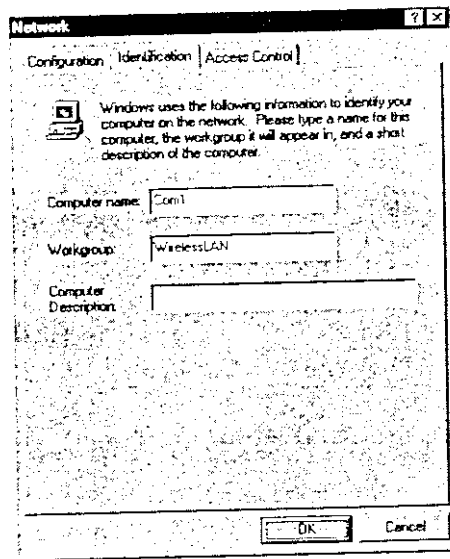 Network ? ×
Configuration Identification Access Control
Windows uses the following information to identify your
computer on the network. Please type a name for this
computer, the workgroup it will appear in, and a short
description of the computer.
Computer name: Com1
Workgroup: WirelessLAN
Computer
Description:
OK Cancel